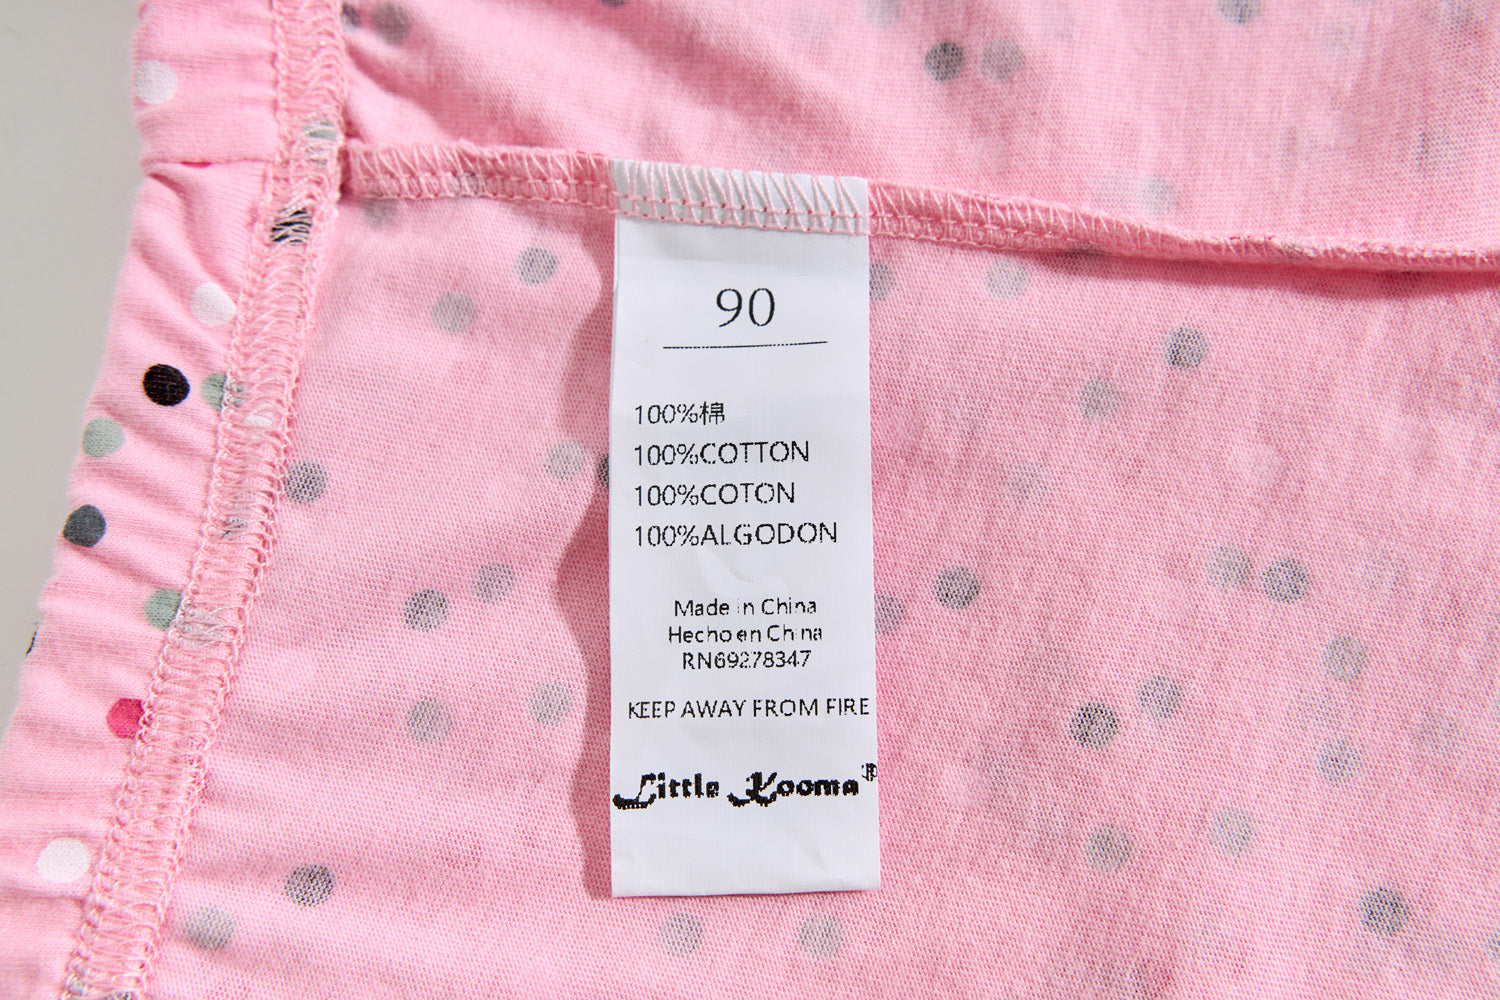 90
100%棉
100%COTTON
100%COTON
100%ALGODON
Made in China
Hecho en China
RN69278347
KEEP AWAY FROM FIRE
Little Kooma®